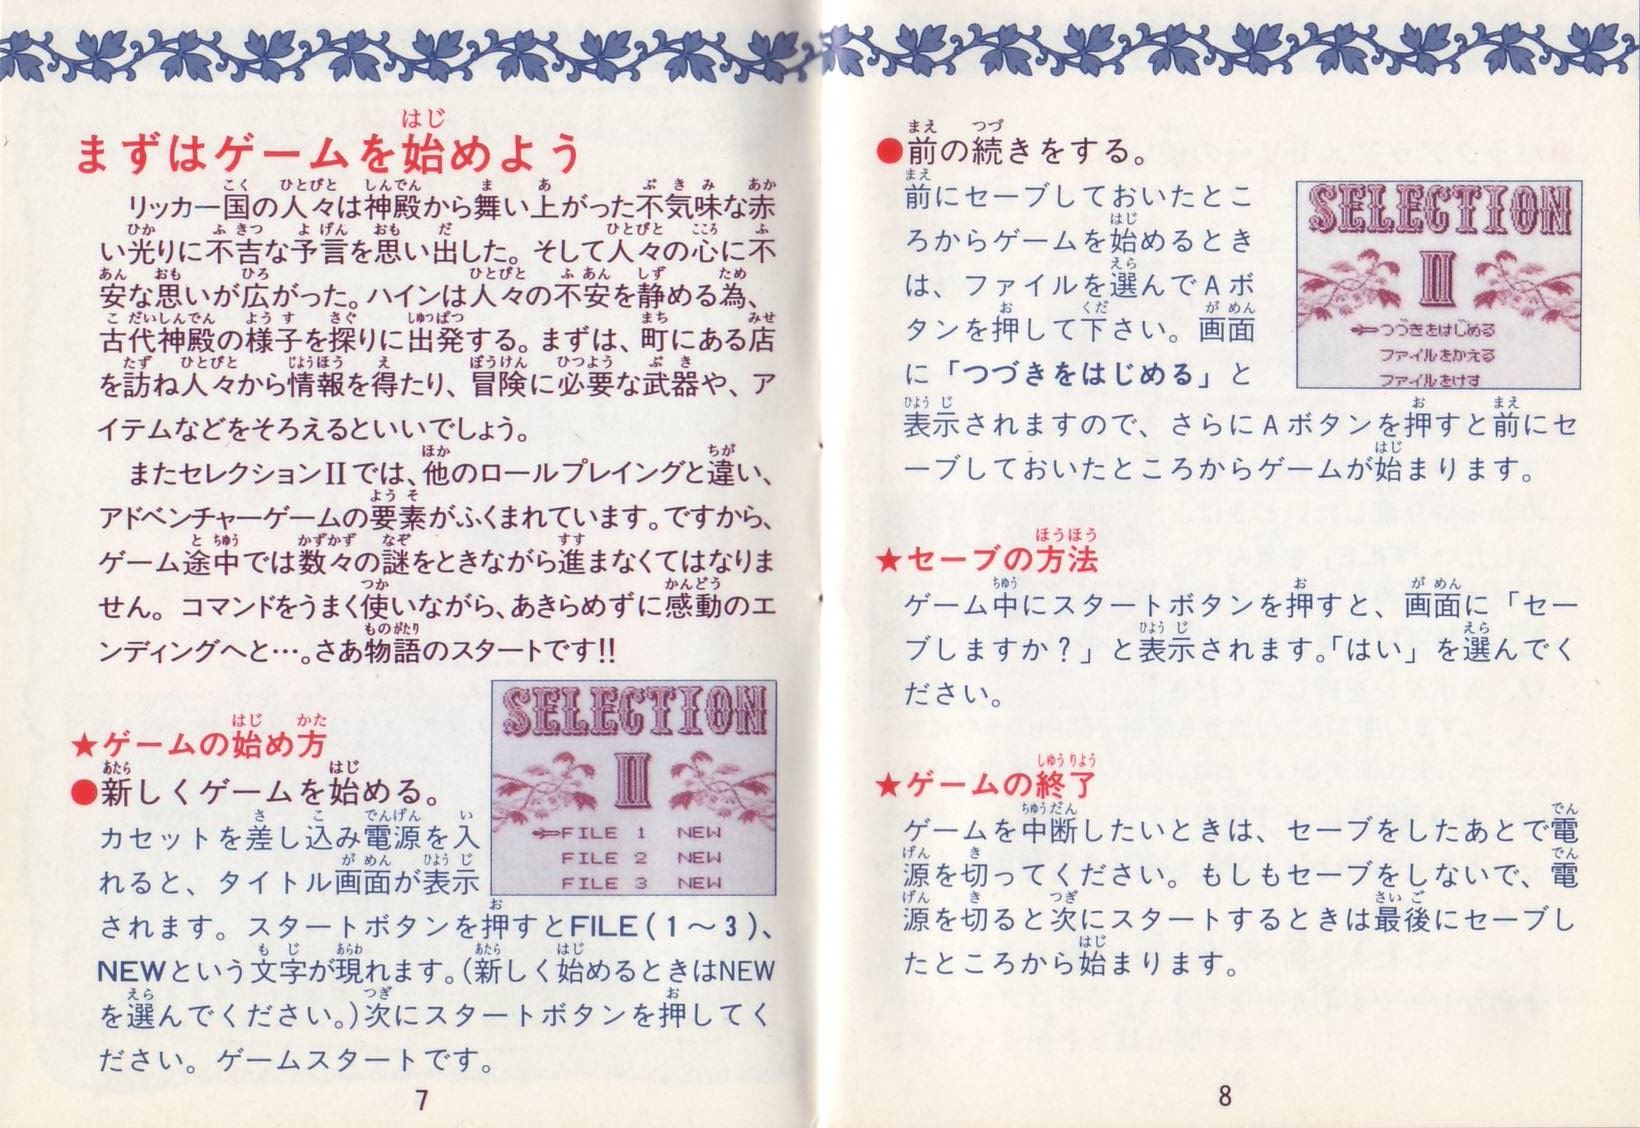 まずはゲームを始めよう
リッカー国の人々は神殿から舞い上がった不気味な赤
い光りに不吉な予言を思い出した。そして人々の心に不
安な思いが広がった。ハインは人々の不安を静める為、
古代神殿の様子を探りに出発する。まずは、町にある店
を訪ね人々から情報を得たり、冒険に必要な武器や、ア
イテムなどをそろえるといいでしょう。
またセレクションIIでは、他のロールプレイングと違い、
アドベンチャーゲームの要素がふくまれています。ですから、
ゲーム途中では数々の謎をときながら進まなくてはなりま
せん。コマンドをうまく使いながら、あきらめずに感動のエ
ンディングへと…。さあ物語のスタートです!!
★ゲームの始め方
●新しくゲームを始める。
カセットを差し込み電源を入
れると、タイトル画面が表示
されます。スタートボタンを押すとFILE(1〜3)、
NEWという文字が現れます。(新しく始めるときはNEW
を選んでください。)次にスタートボタンを押してく
ださい。ゲームスタートです。
SELECTION
II
FILE 1 NEW
FILE 2 NEW
FILE 3 NEW
7
●前の続きをする。
前にセーブしておいたとこ
ろからゲームを始めるとき
は、ファイルを選んでAボ
タンを押して下さい。画面
に「つづきをはじめる」と
表示されますので、さらにAボタンを押すと前にセ
ーブしておいたところからゲームが始まります。
SELECTION
II
つづきをはじめる
ファイルをかえる
ファイルをけす
★セーブの方法
ゲーム中にスタートボタンを押すと、画面に「セー
ブしますか？」と表示されます。「はい」を選んでく
ださい。
★ゲームの終了
ゲームを中断したいときは、セーブをしたあとで電
源を切ってください。もしもセーブをしないで、電
源を切ると次にスタートするときは最後にセーブし
たところから始まります。
8